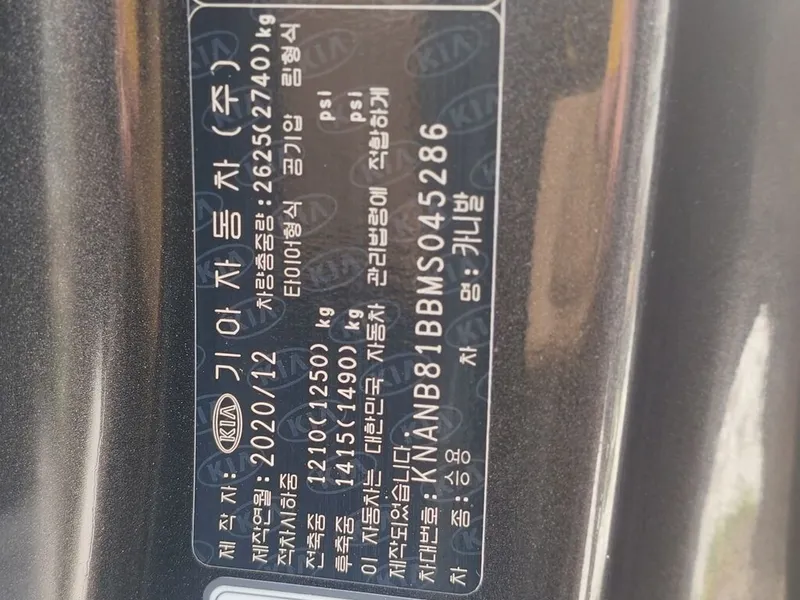 제 작 자: KIA 기 아 자 동 차 ( 주 )
제작연월: 2020/12 차량총중량: 2625(2740) kg
적차시하중 타이어형식 공기압 림형식
전축중 1210(1250) kg psi
후축중 1415(1490) kg psi
이 자동차는 대한민국 자동차 관리법령에 적합하게
제작되었습니다.
차대번호: KNANB81BBMS045286
차 종: 승용 차 명: 카니발